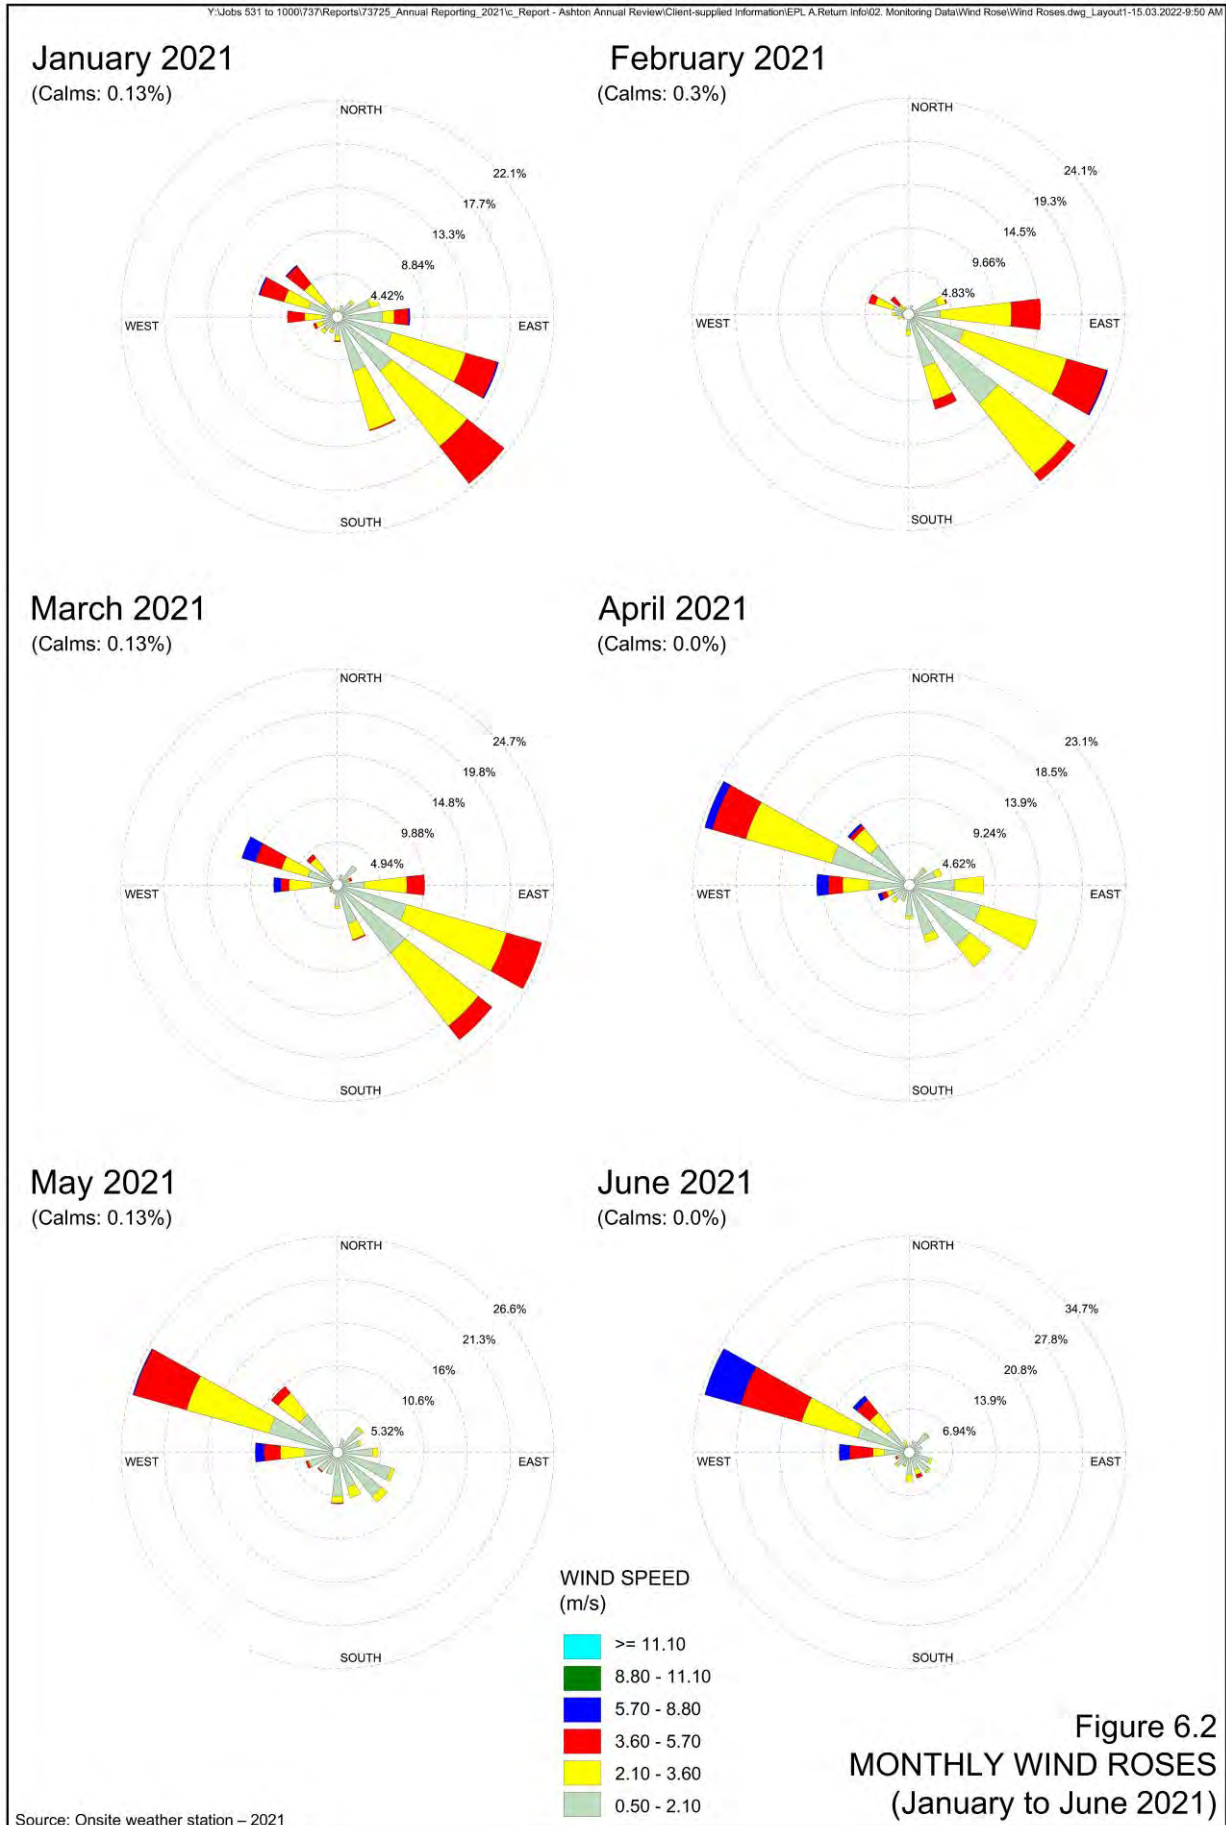 Y:\Jobs 531 to 1000\737\Reports\73725_Annual Reporting_2021\c_Report - Ashton Annual Review\Client-supplied Information\EPL A.Return Info\02. Monitoring Data\Wind Rose\Wind Roses.dwg_Layout1-15.03.2022-9:50 AM
January 2021
(Calms: 0.13%)
NORTH
22.1%
17.7%
13.3%
8.84%
4.42%
WEST
EAST
SOUTH
February 2021
(Calms: 0.3%)
NORTH
24.1%
19.3%
14.5%
9.66%
4.83%
WEST
EAST
SOUTH
March 2021
(Calms: 0.13%)
NORTH
24.7%
19.8%
14.8%
9.88%
4.94%
WEST
EAST
SOUTH
April 2021
(Calms: 0.0%)
NORTH
23.1%
18.5%
13.9%
9.24%
4.62%
WEST
EAST
SOUTH
May 2021
(Calms: 0.13%)
NORTH
26.6%
21.3%
16%
10.6%
5.32%
WEST
EAST
SOUTH
June 2021
(Calms: 0.0%)
NORTH
34.7%
27.8%
20.8%
13.9%
6.94%
WEST
EAST
SOUTH
WIND SPEED
(m/s)
>= 11.10
8.80 - 11.10
5.70 - 8.80
3.60 - 5.70
2.10 - 3.60
0.50 - 2.10
Figure 6.2
MONTHLY WIND ROSES
(January to June 2021)
Source: Onsite weather station – 2021